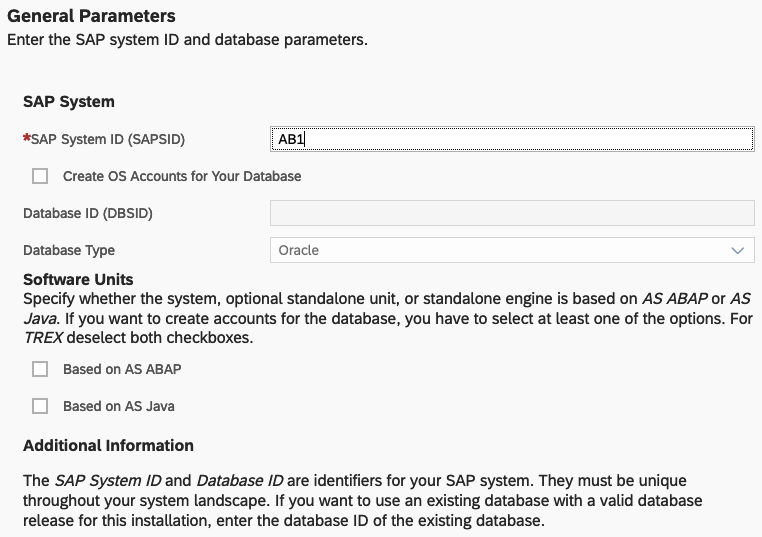 General Parameters
Enter the SAP system ID and database parameters.
SAP System
*SAP System ID (SAPSID)
AB1
Create OS Accounts for Your Database
Database ID (DBSID)
Database Type
Oracle
Software Units
Specify whether the system, optional standalone unit, or standalone engine is based on AS ABAP or AS
Java. If you want to create accounts for the database, you have to select at least one of the options. For
TREX deselect both checkboxes.
Based on AS ABAP
Based on AS Java
Additional Information
The SAP System ID and Database ID are identifiers for your SAP system. They must be unique
throughout your system landscape. If you want to use an existing database with a valid database
release for this installation, enter the database ID of the existing database.